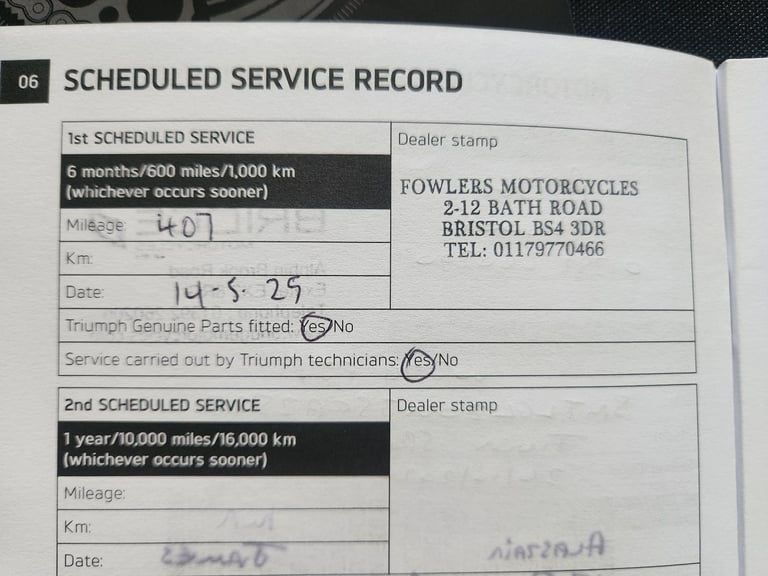 06 SCHEDULED SERVICE RECORD
1st SCHEDULED SERVICE
6 months/600 miles/1,000 km
(whichever occurs sooner)
Mileage: 407
Km:
Date: 14-5-25
Dealer stamp
FOWLERS MOTORCYCLES
2-12 BATH ROAD
BRISTOL BS4 3DR
TEL: 01179770466
Triumph Genuine Parts fitted: Yes/No
Service carried out by Triumph technicians: Yes/No
2nd SCHEDULED SERVICE
1 year/10,000 miles/16,000 km
(whichever occurs sooner)
Mileage:
Km:
Date:
Dealer stamp